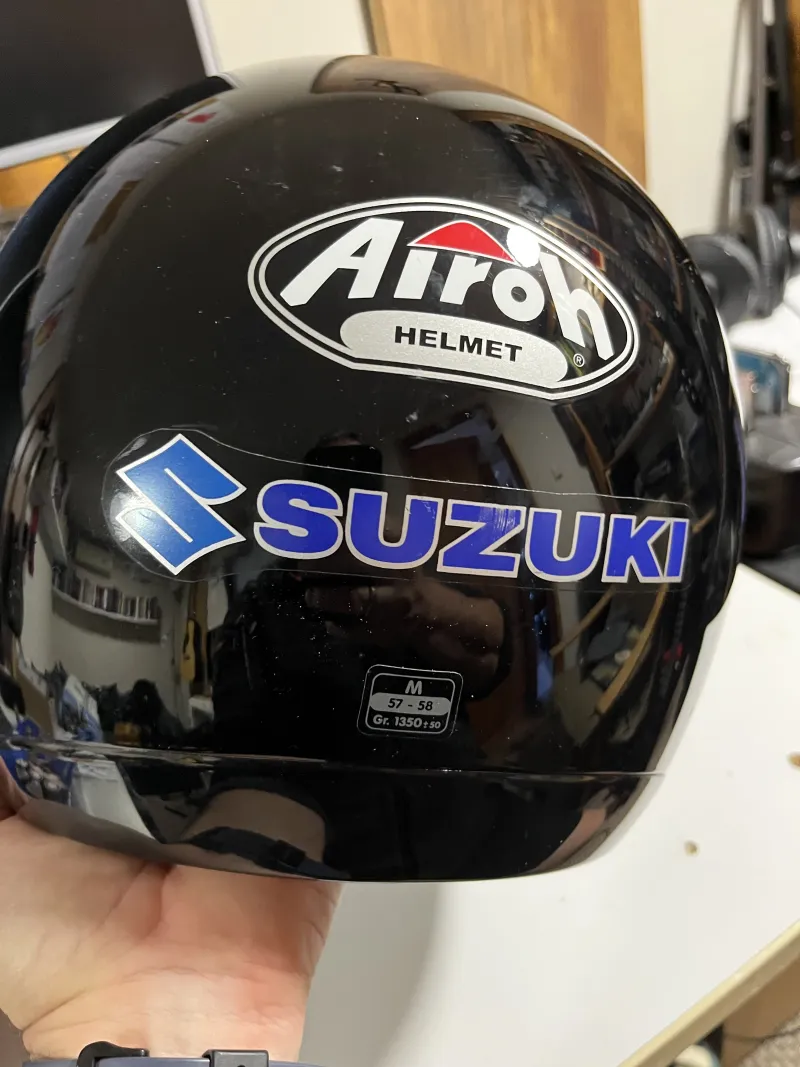 Airoh
HELMET
®
SUZUKI
M
57 - 58
Gr. 1350±50